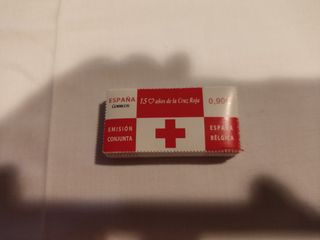 ESPAÑA
CORREOS
150 años de la Cruz Roja
0,90€
EMISIÓN
CONJUNTA
ESPAÑA
BÉLGICA